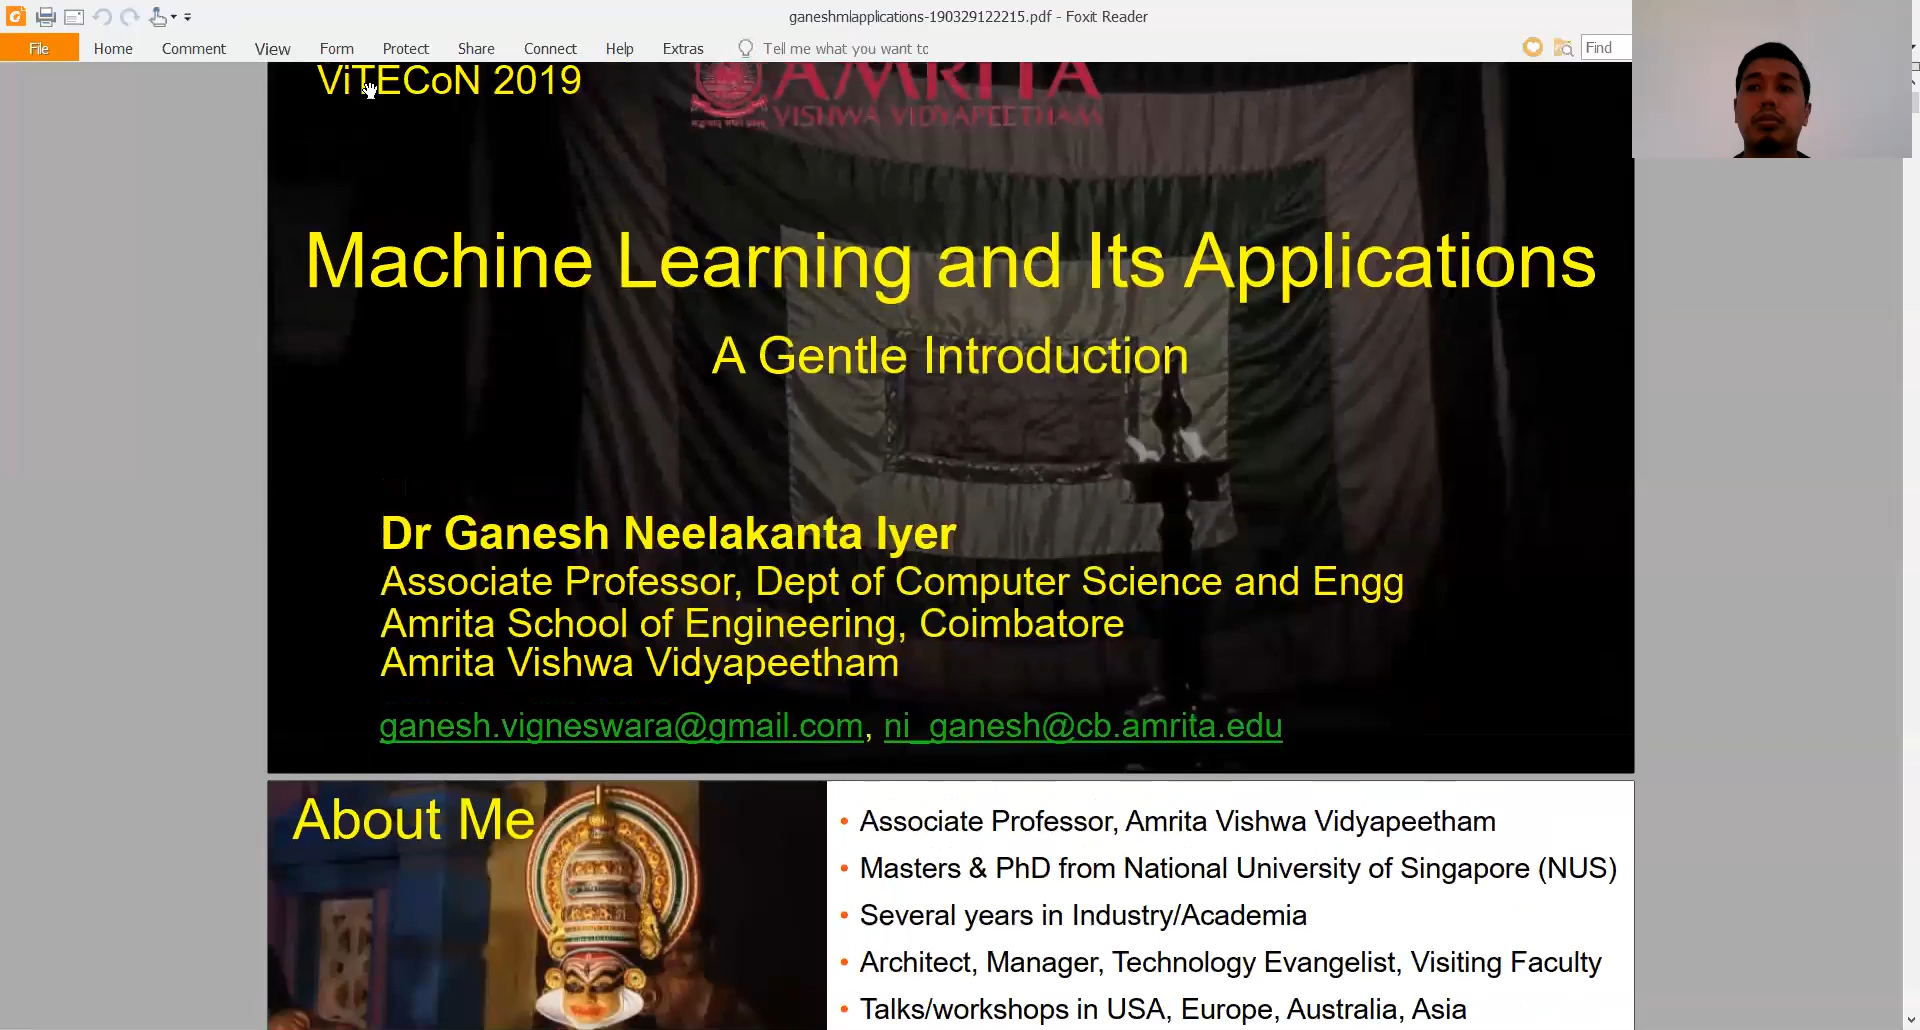 ganeshmlapplications-190329122215.pdf - Foxit Reader
File Home Comment View Form Protect Share Connect Help Extras Tell me what you want to Find
ViTECoN 2019
AMRITA
VISHWA VIDYAPEETHAM
Machine Learning and Its Applications
A Gentle Introduction
Dr Ganesh Neelakanta Iyer
Associate Professor, Dept of Computer Science and Engg
Amrita School of Engineering, Coimbatore
Amrita Vishwa Vidyapeetham
ganesh.vigneswara@gmail.com, ni_ganesh@cb.amrita.edu
About Me
• Associate Professor, Amrita Vishwa Vidyapeetham
• Masters & PhD from National University of Singapore (NUS)
• Several years in Industry/Academia
• Architect, Manager, Technology Evangelist, Visiting Faculty
• Talks/workshops in USA, Europe, Australia, Asia